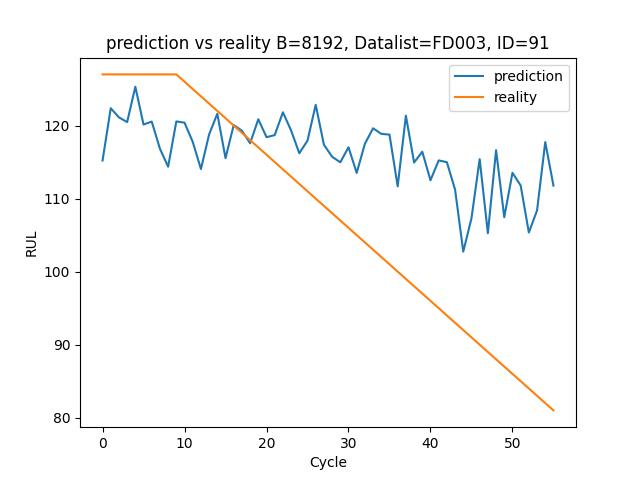 prediction vs reality B=8192, Datalist=FD003, ID=91
prediction
reality
RUL
120
110
100
90
80
0 10 20 30 40 50
Cycle